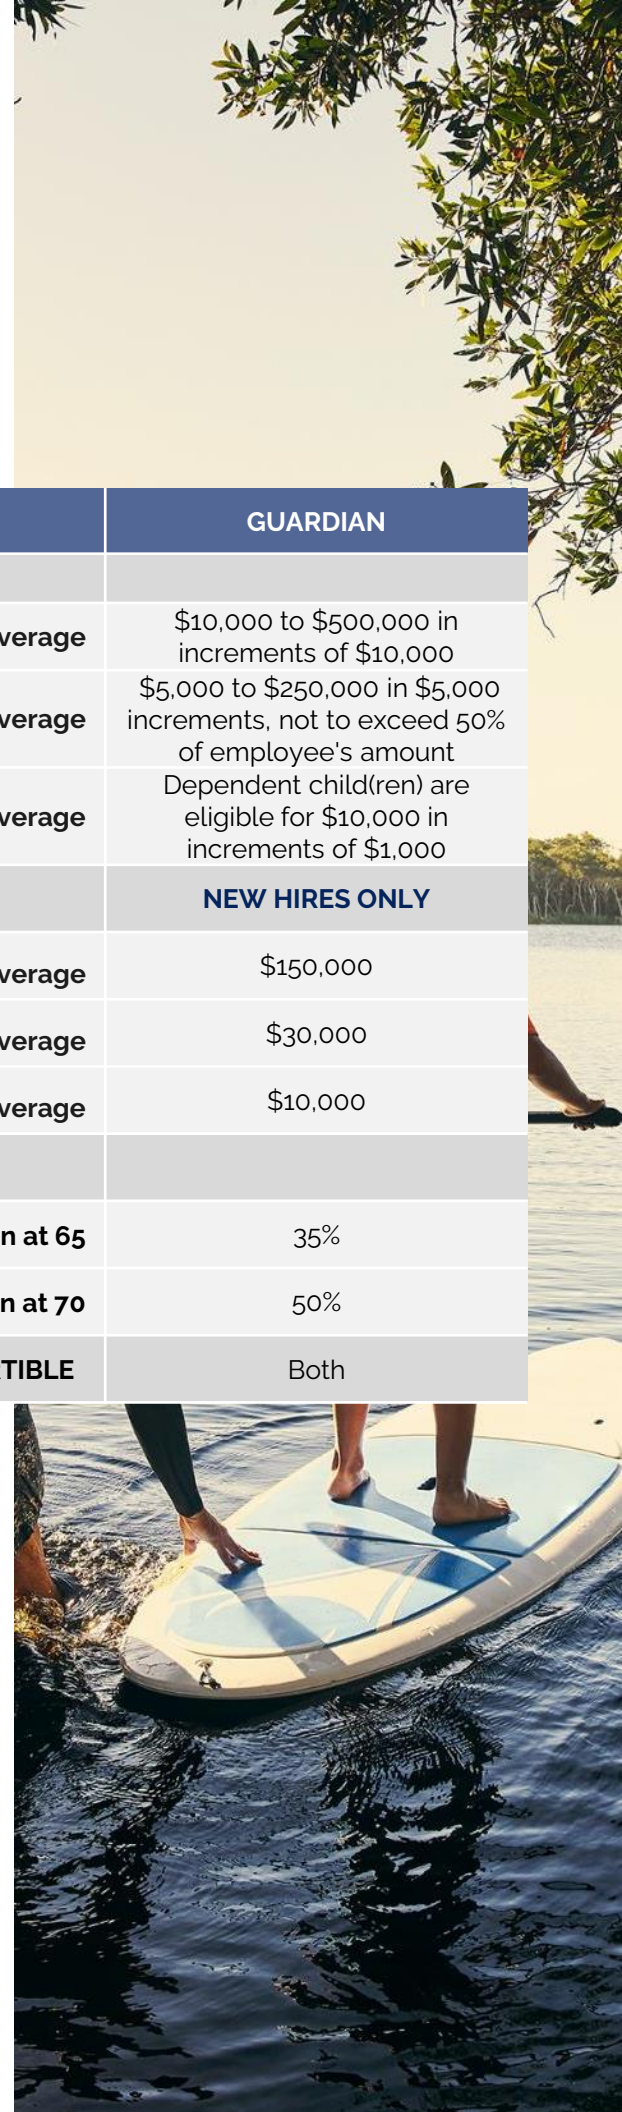 GUARDIAN
verage
$10,000 to $500,000 in
increments of $10,000
verage
$5,000 to $250,000 in $5,000
increments, not to exceed 50%
of employee's amount
verage
Dependent child(ren) are
eligible for $10,000 in
increments of $1,000
NEW HIRES ONLY
verage $150,000
verage $30,000
verage $10,000
n at 65 35%
n at 70 50%
TIBLE Both